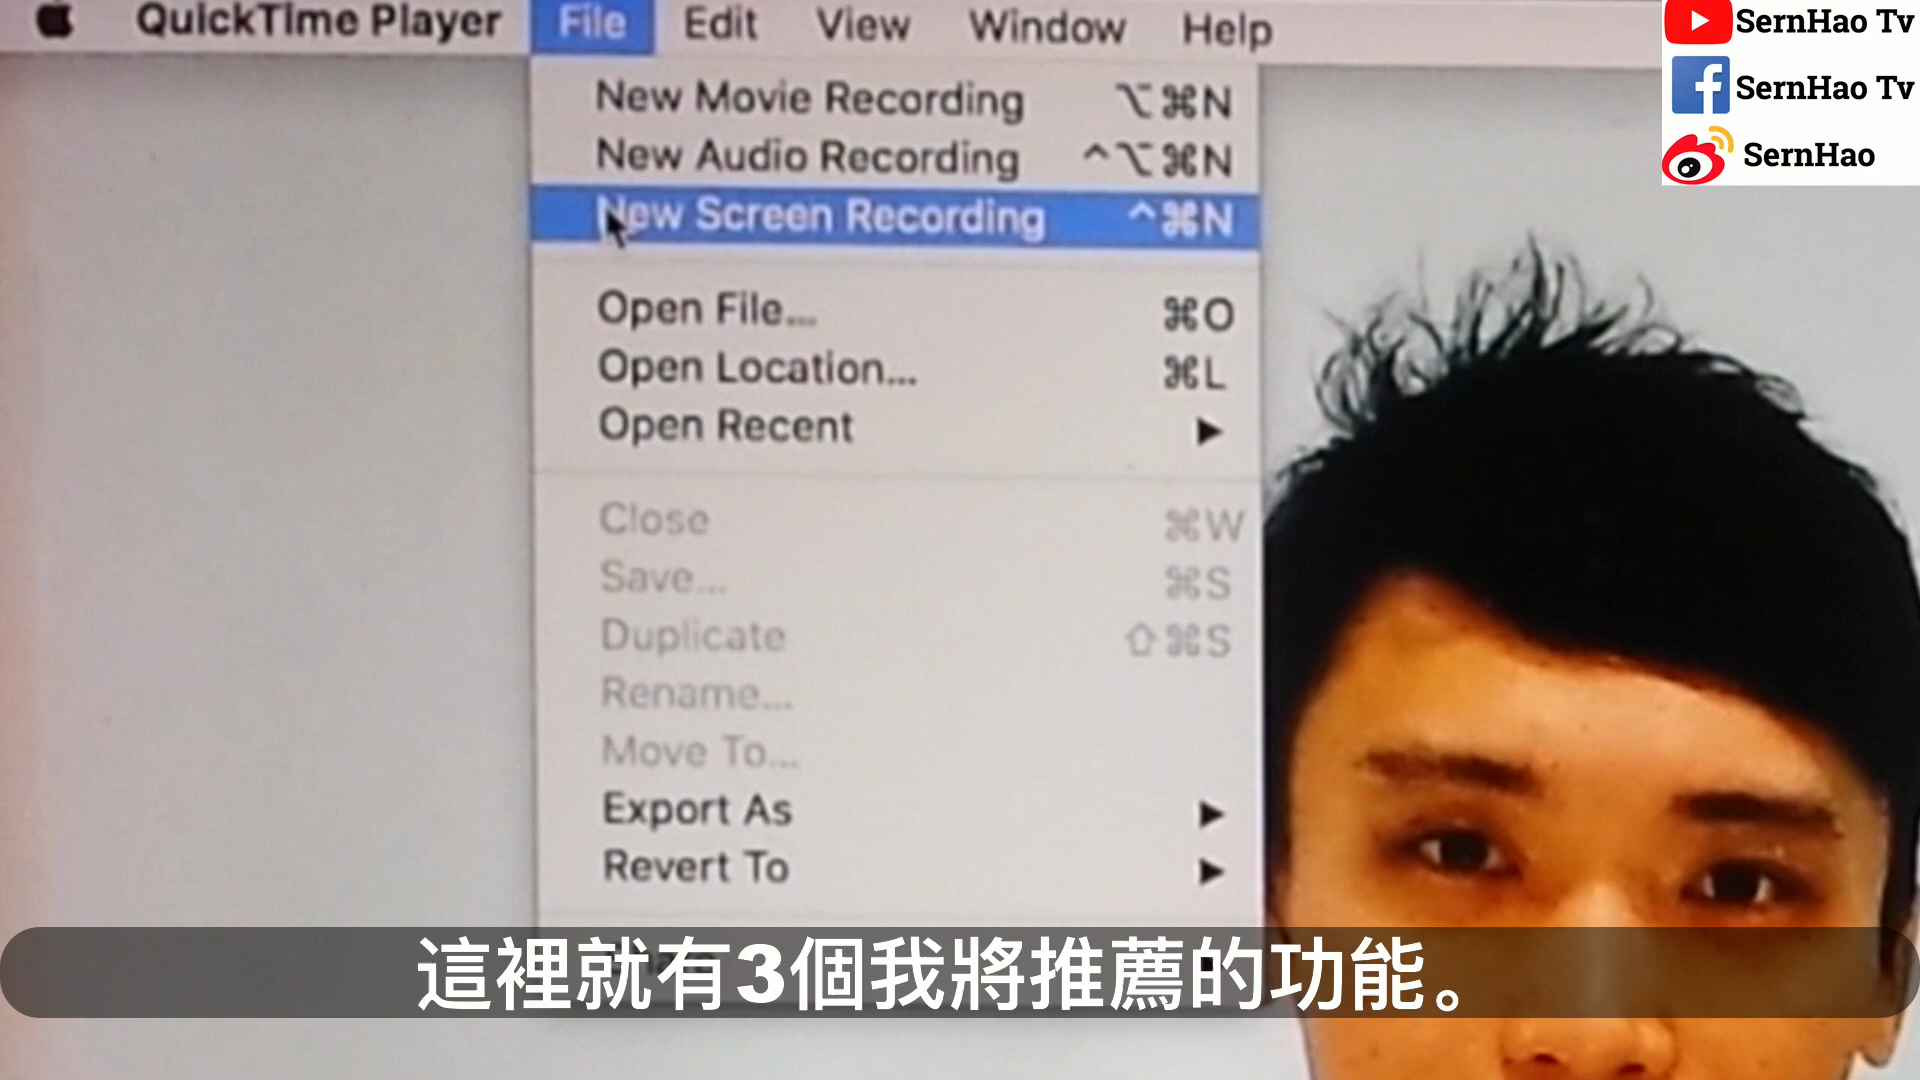 QuickTime Player File Edit View Window Help
New Movie Recording ⌥⌘N
New Audio Recording ^⌥⌘N
New Screen Recording ^⌘N
Open File... ⌘O
Open Location... ⌘L
Open Recent ▶
Close ⌘W
Save... ⌘S
Duplicate ⇧⌘S
Rename...
Move To...
Export As ▶
Revert To ▶
SernHao Tv
SernHao Tv
SernHao
這裡就有3個我將推薦的功能。